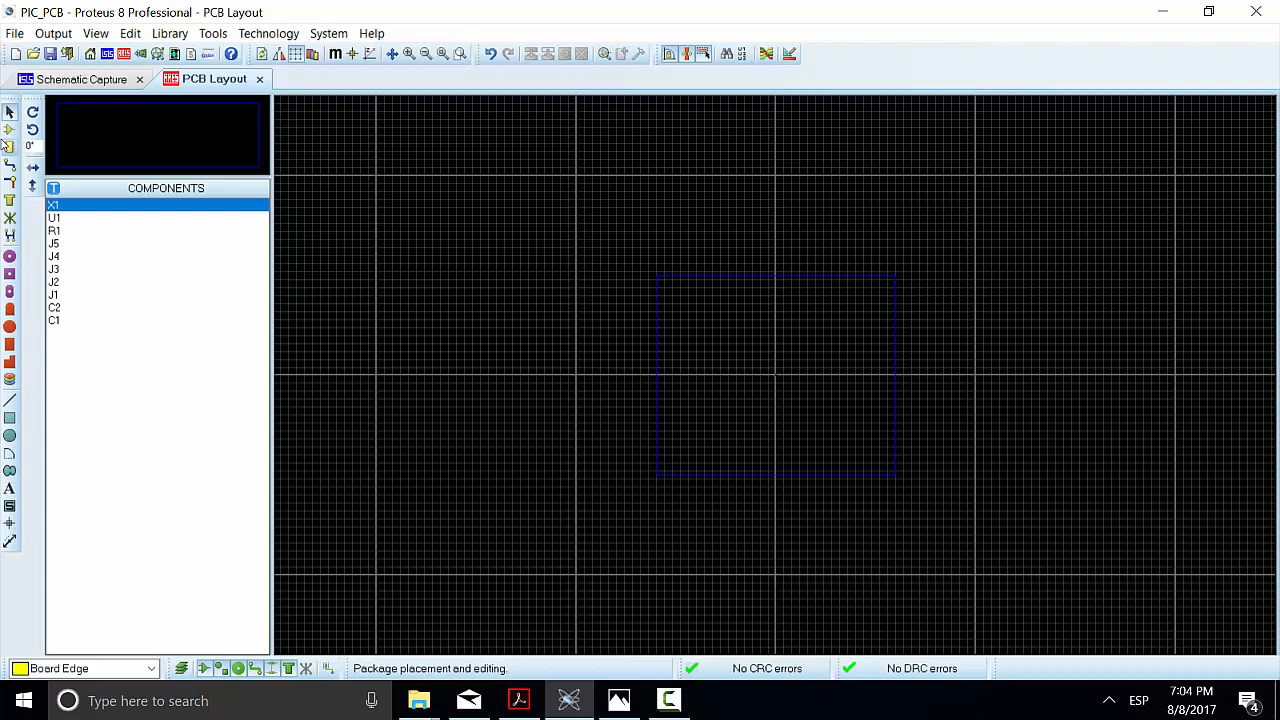 PIC_PCB - Proteus 8 Professional - PCB Layout
File Output View Edit Library Tools Technology System Help
Schematic Capture
PCB Layout
0°
COMPONENTS
X1
U1
R1
J5
J4
J3
J2
J1
C2
C1
Board Edge
Package placement and editing.
No CRC errors
No DRC errors
Type here to search
ESP
7:04 PM
8/8/2017
4